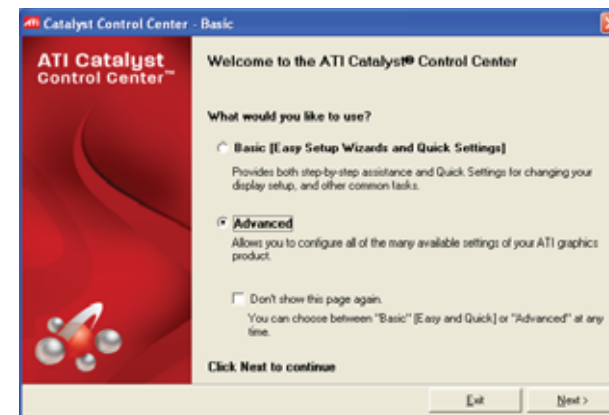 ATI Catalyst Control Center - Basic
ATI Catalyst
Control Center™
Welcome to the ATI Catalyst® Control Center
What would you like to use?
Basic [Easy Setup Wizards and Quick Settings]
Provides both step-by-step assistance and Quick Settings for changing your
display setup, and other common tasks.
Advanced
Allows you to configure all of the many available settings of your ATI graphics
product.
Don't show this page again.
You can choose between "Basic" [Easy and Quick] or "Advanced" at any
time.
Click Next to continue
Exit
Next >